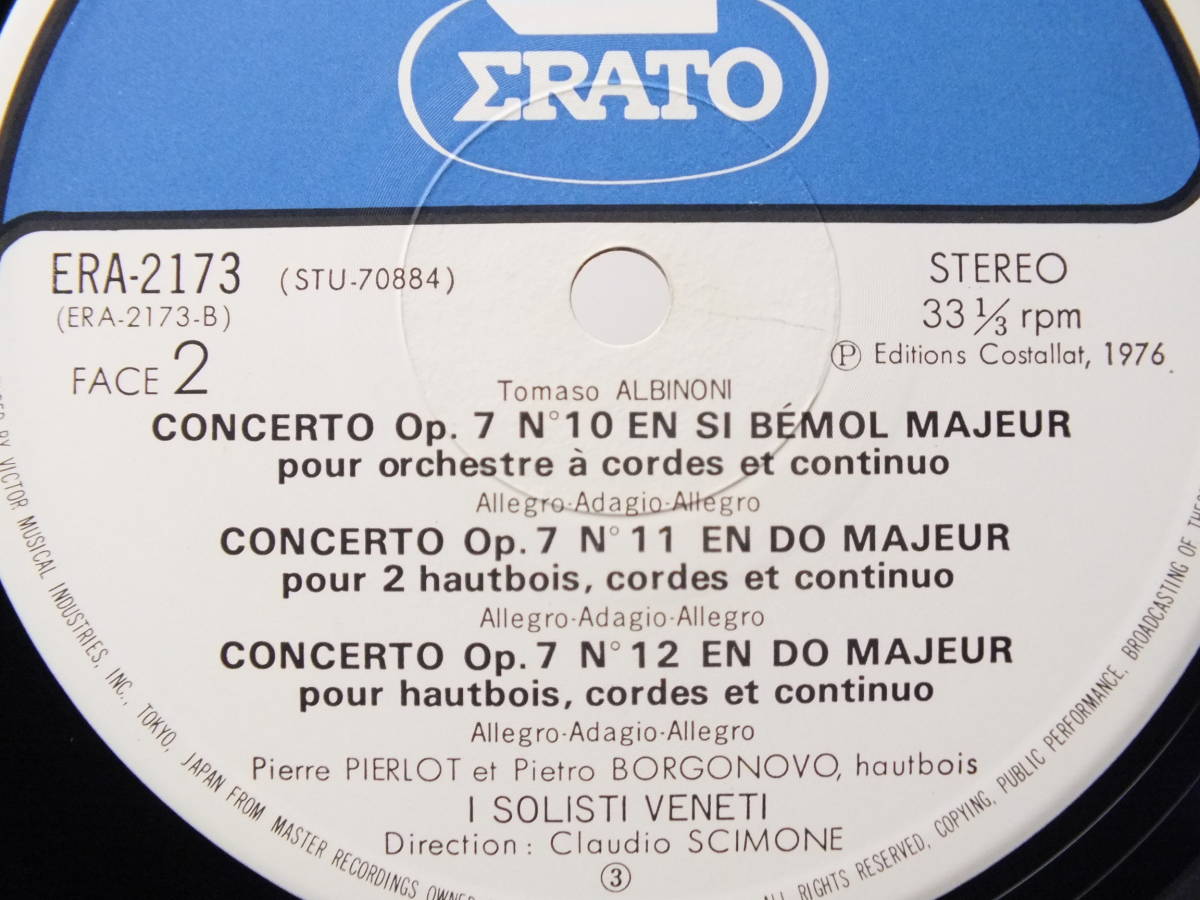 ΣRATO
ERA-2173 (STU-70884)
(ERA-2173-B)
FACE 2
STEREO
33 ⅓ rpm
Ⓟ Editions Costallat, 1976
Tomaso ALBINONI
CONCERTO Op. 7 N°10 EN SI BÉMOL MAJEUR
pour orchestre à cordes et continuo
Allegro-Adagio-Allegro
CONCERTO Op. 7 N°11 EN DO MAJEUR
pour 2 hautbois, cordes et continuo
Allegro-Adagio-Allegro
CONCERTO Op. 7 N°12 EN DO MAJEUR
pour hautbois, cordes et continuo
Allegro-Adagio-Allegro
Pierre PIERLOT et Pietro BORGONOVO, hautbois
I SOLISTI VENETI
Direction : Claudio SCIMONE
③
BY VICTOR MUSICAL INDUSTRIES, INC., TOKYO, JAPAN FROM MASTER RECORDINGS
ALL RIGHTS RESERVED, COPYING, PUBLIC PERFORMANCE, BROADCASTING OF